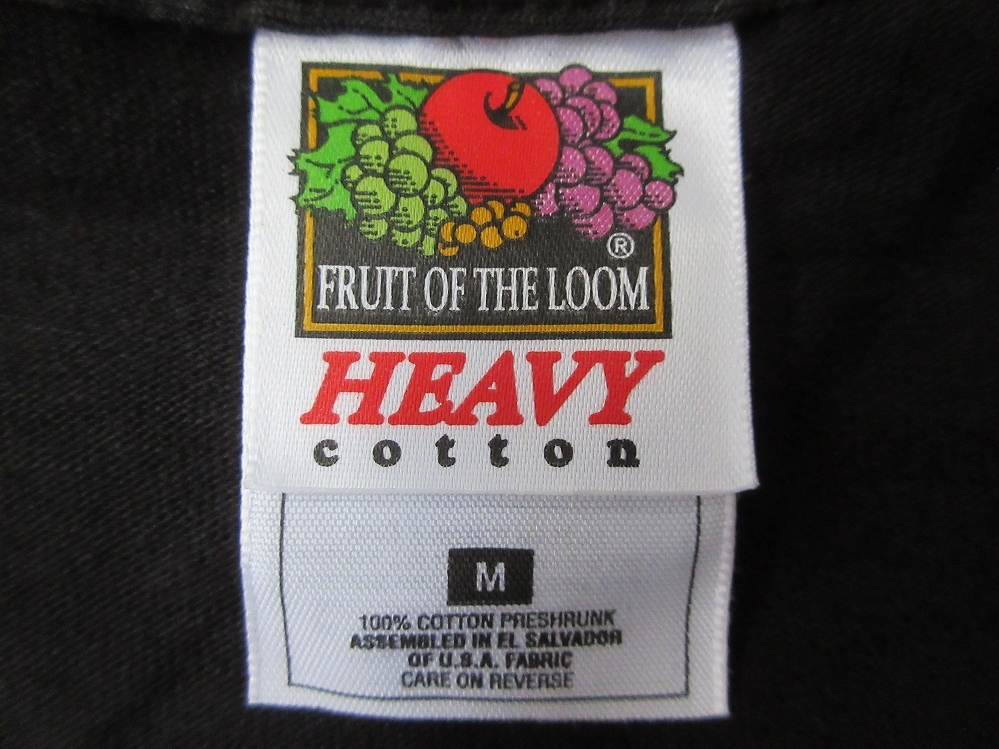 ®
FRUIT OF THE LOOM
HEAVY
cotton
M
100% COTTON PRESHRUNK
ASSEMBLED IN EL SALVADOR
OF U.S.A. FABRIC
CARE ON REVERSE